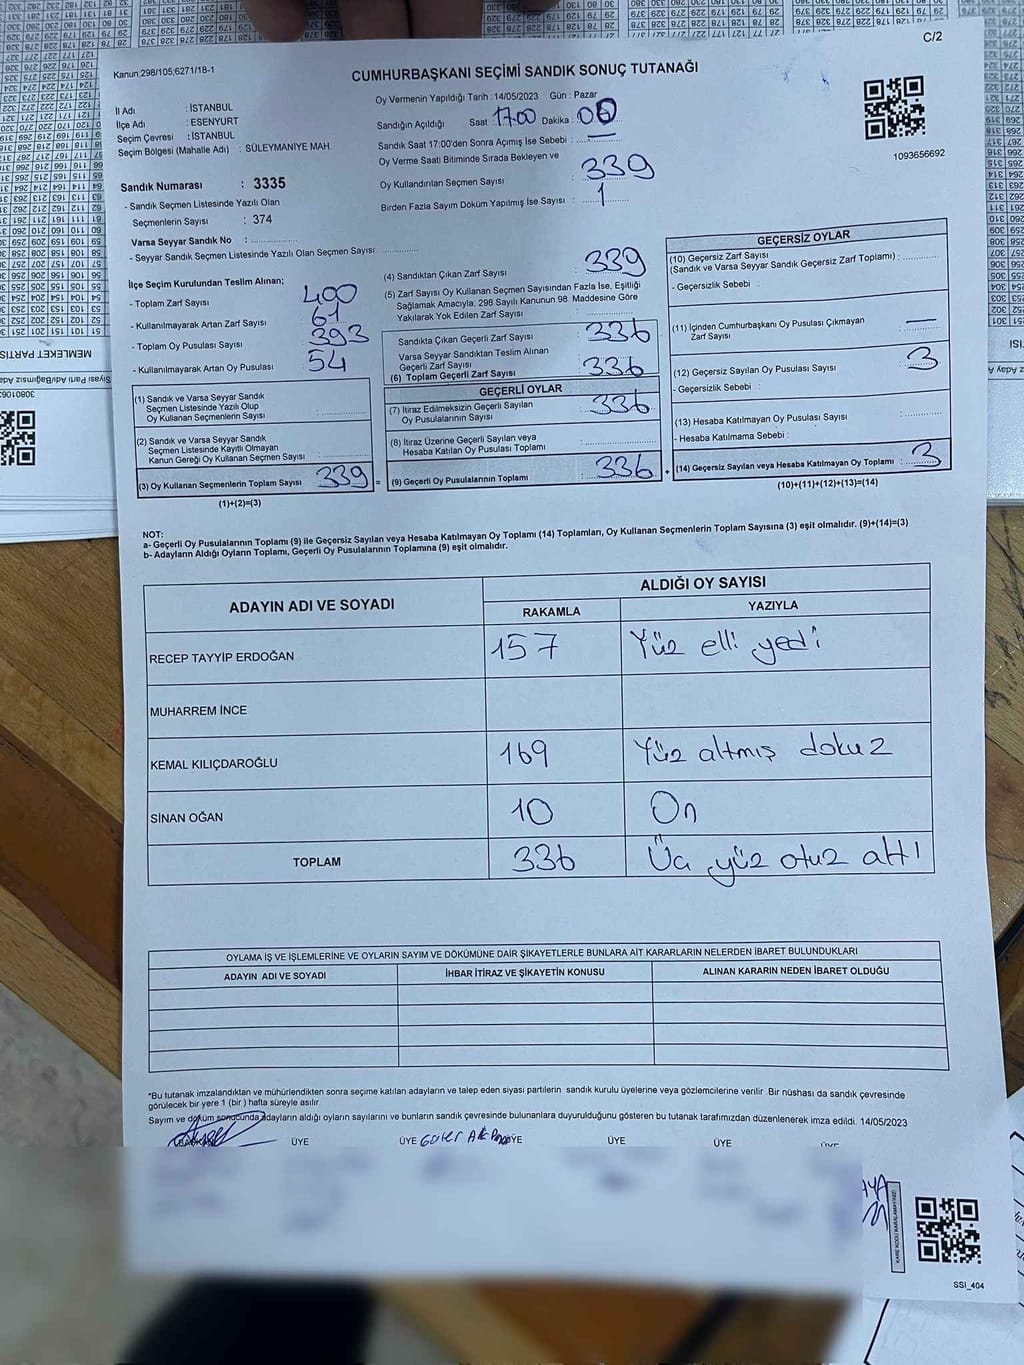 C/2
Kanun;298/105;6271/18-1
CUMHURBAŞKANI SEÇİMİ SANDIK SONUÇ TUTANAĞI
İl Adı : İSTANBUL
İlçe Adı : ESENYURT
Seçim Çevresi : İSTANBUL
Seçim Bölgesi (Mahalle Adı) : SÜLEYMANİYE MAH.
Sandık Numarası : 3335
- Sandık Seçmen Listesinde Yazılı Olan
Seçmenlerin Sayısı : 374
Varsa Seyyar Sandık No :
- Seyyar Sandık Seçmen Listesinde Yazılı Olan Seçmen Sayısı:
Oy Vermenin Yapıldığı Tarih : 14/05/2023 Gün : Pazar
Sandığın Açıldığı Saat 17:00 Dakika : 00
Sandık Saat 17:00'den Sonra Açımış İse Sebebi : —
Oy Verme Saati Bitiminde Sırada Bekleyen ve
Oy Kullandırılan Seçmen Sayısı : 339
Birden Fazla Sayım Döküm Yapılmış İse Sayısı : 1
1093656692
İlçe Seçim Kurulundan Teslim Alınan;
- Toplam Zarf Sayısı : 400
- Kullanılmayarak Artan Zarf Sayısı : 61
- Toplam Oy Pusulası Sayısı : 393
- Kullanılmayarak Artan Oy Pusulası : 54
(1) Sandık ve Varsa Seyyar Sandık
Seçmen Listesinde Yazılı Olup
Oy Kullanan Seçmenlerin Sayısı :
(2) Sandık ve Varsa Seyyar Sandık
Seçmen Listesinde Kayıtlı Olmayan
Kanun Gereği Oy Kullanan Seçmen Sayısı :
(3) Oy Kullanan Seçmenlerin Toplam Sayısı : 339 =
(1)+(2)=(3)
(4) Sandıktan Çıkan Zarf Sayısı : 339
(5) Zarf Sayısı Oy Kullanan Seçmen Sayısından Fazla İse, Eşitliği
Sağlamak Amacıyla; 298 Sayılı Kanunun 98. Maddesine Göre
Yakılarak Yok Edilen Zarf Sayısı :
Sandıkta Çıkan Geçerli Zarf Sayısı : 336
Varsa Seyyar Sandıktan Teslim Alınan
Geçerli Zarf Sayısı :
(6) Toplam Geçerli Zarf Sayısı : 336
GEÇERLİ OYLAR
(7) İtiraz Edilmeksizin Geçerli Sayılan
Oy Pusulalarının Sayısı : 336
(8) İtiraz Üzerine Geçerli Sayılan veya
Hesaba Katılan Oy Pusulası Toplamı :
(9) Geçerli Oy Pusulalarının Toplamı : 336 +
GEÇERSİZ OYLAR
(10) Geçersiz Zarf Sayısı
(Sandık ve Varsa Seyyar Sandık Geçersiz Zarf Toplamı) :
- Geçersizlik Sebebi :
(11) İçinden Cumhurbaşkanı Oy Pusulası Çıkmayan
Zarf Sayısı : —
(12) Geçersiz Sayılan Oy Pusulası Sayısı : 3
- Geçersizlik Sebebi :
(13) Hesaba Katılmayan Oy Pusulası Sayısı :
- Hesaba Katılmama Sebebi :
(14) Geçersiz Sayılan veya Hesaba Katılmayan Oy Toplamı : 3
(10)+(11)+(12)+(13)=(14)
NOT:
a- Geçerli Oy Pusulalarının Toplamı (9) ile Geçersiz Sayılan veya Hesaba Katılmayan Oy Toplamı (14) Toplamları, Oy Kullanan Seçmenlerin Toplam Sayısına (3) eşit olmalıdır. (9)+(14)=(3)
b- Adayların Aldığı Oyların Toplamı, Geçerli Oy Pusulalarının Toplamına (9) eşit olmalıdır.
ADAYIN ADI VE SOYADI
ALDIĞI OY SAYISI
RAKAMLA YAZIYLA
RECEP TAYYİP ERDOĞAN 157 Yüz elli yedi
MUHARREM İNCE
KEMAL KILIÇDAROĞLU 169 Yüz altmış dokuz
SİNAN OĞAN 10 On
TOPLAM 336 Üç yüz otuz altı
OYLAMA İŞ VE İŞLEMLERİNE VE OYLARIN SAYIM VE DÖKÜMÜNE DAİR ŞİKAYETLERLE BUNLARA AİT KARARLARIN NELERDEN İBARET BULUNDUKLARI
ADAYIN ADI VE SOYADI İHBAR İTİRAZ VE ŞİKAYETİN KONUSU ALINAN KARARIN NEDEN İBARET OLDUĞU
*Bu tutanak imzalandıktan ve mühürlendikten sonra seçime katılan adayların ve talep eden siyasi partilerin sandık kurulu üyelerine veya gözlemcilerine verilir. Bir nüshası da sandık çevresinde
görülecek bir yere 1 (bir) hafta süreyle asılır.
Sayım ve döküm sonucunda adayların aldığı oyların sayılarını ve bunların sandık çevresinde bulunanlara duyurulduğunu gösteren bu tutanak tarafımızdan düzenlenerek imza edildi. 14/05/2023
BAŞKAN ÜYE ÜYE ÜYE ÜYE ÜYE ÜYE
SSI_404